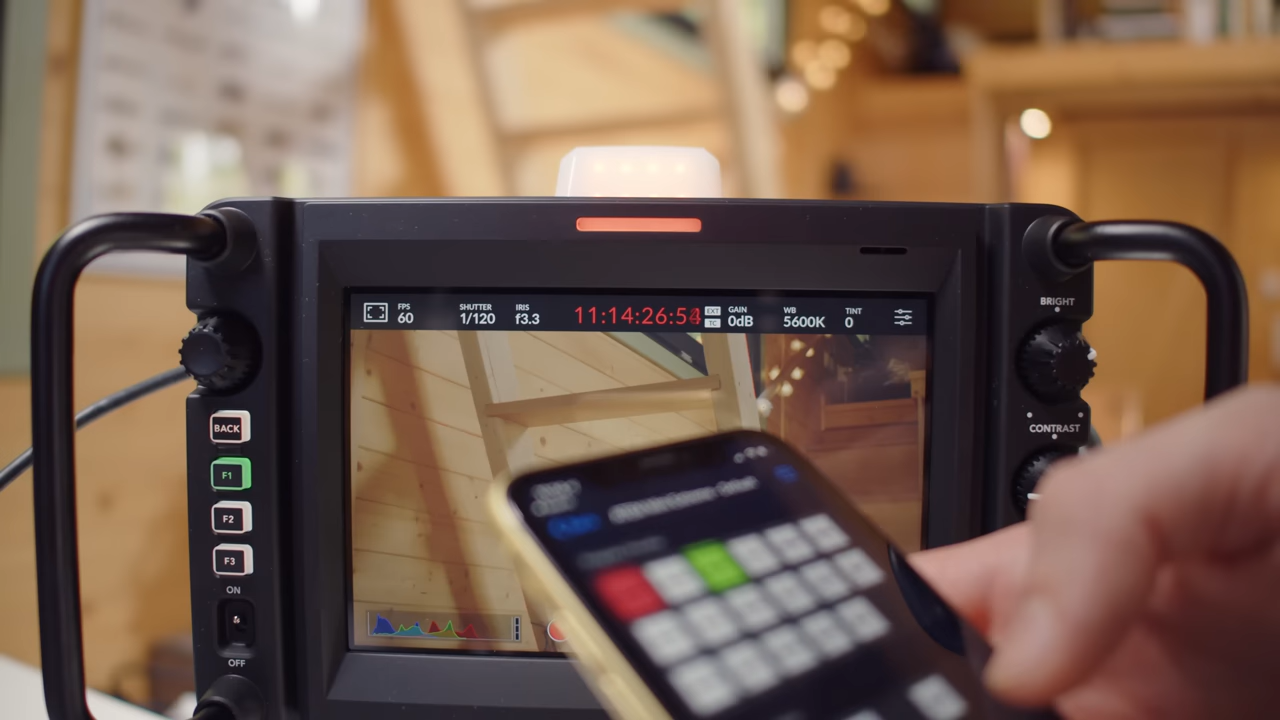 FPS
60
SHUTTER
1/120
IRIS
f3.3
11:14:26:54
EXT
TC
GAIN
0dB
WB
5600K
TINT
0
BRIGHT
CONTRAST
BACK
F1
F2
F3
ON
OFF